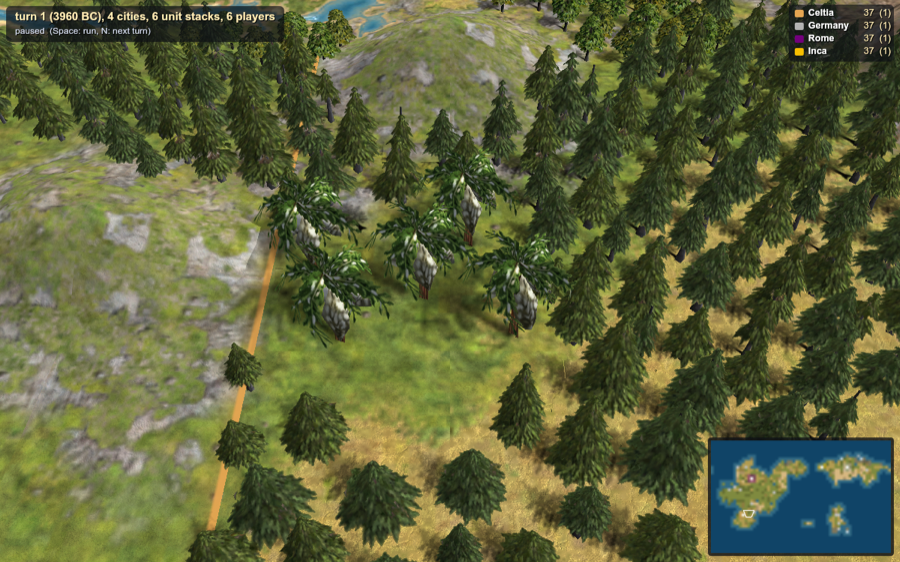 turn 1 (3960 BC), 4 cities, 6 unit stacks, 6 players
paused (Space: run, N: next turn)
Celtia 37 (1)
Germany 37 (1)
Rome 37 (1)
Inca 37 (1)